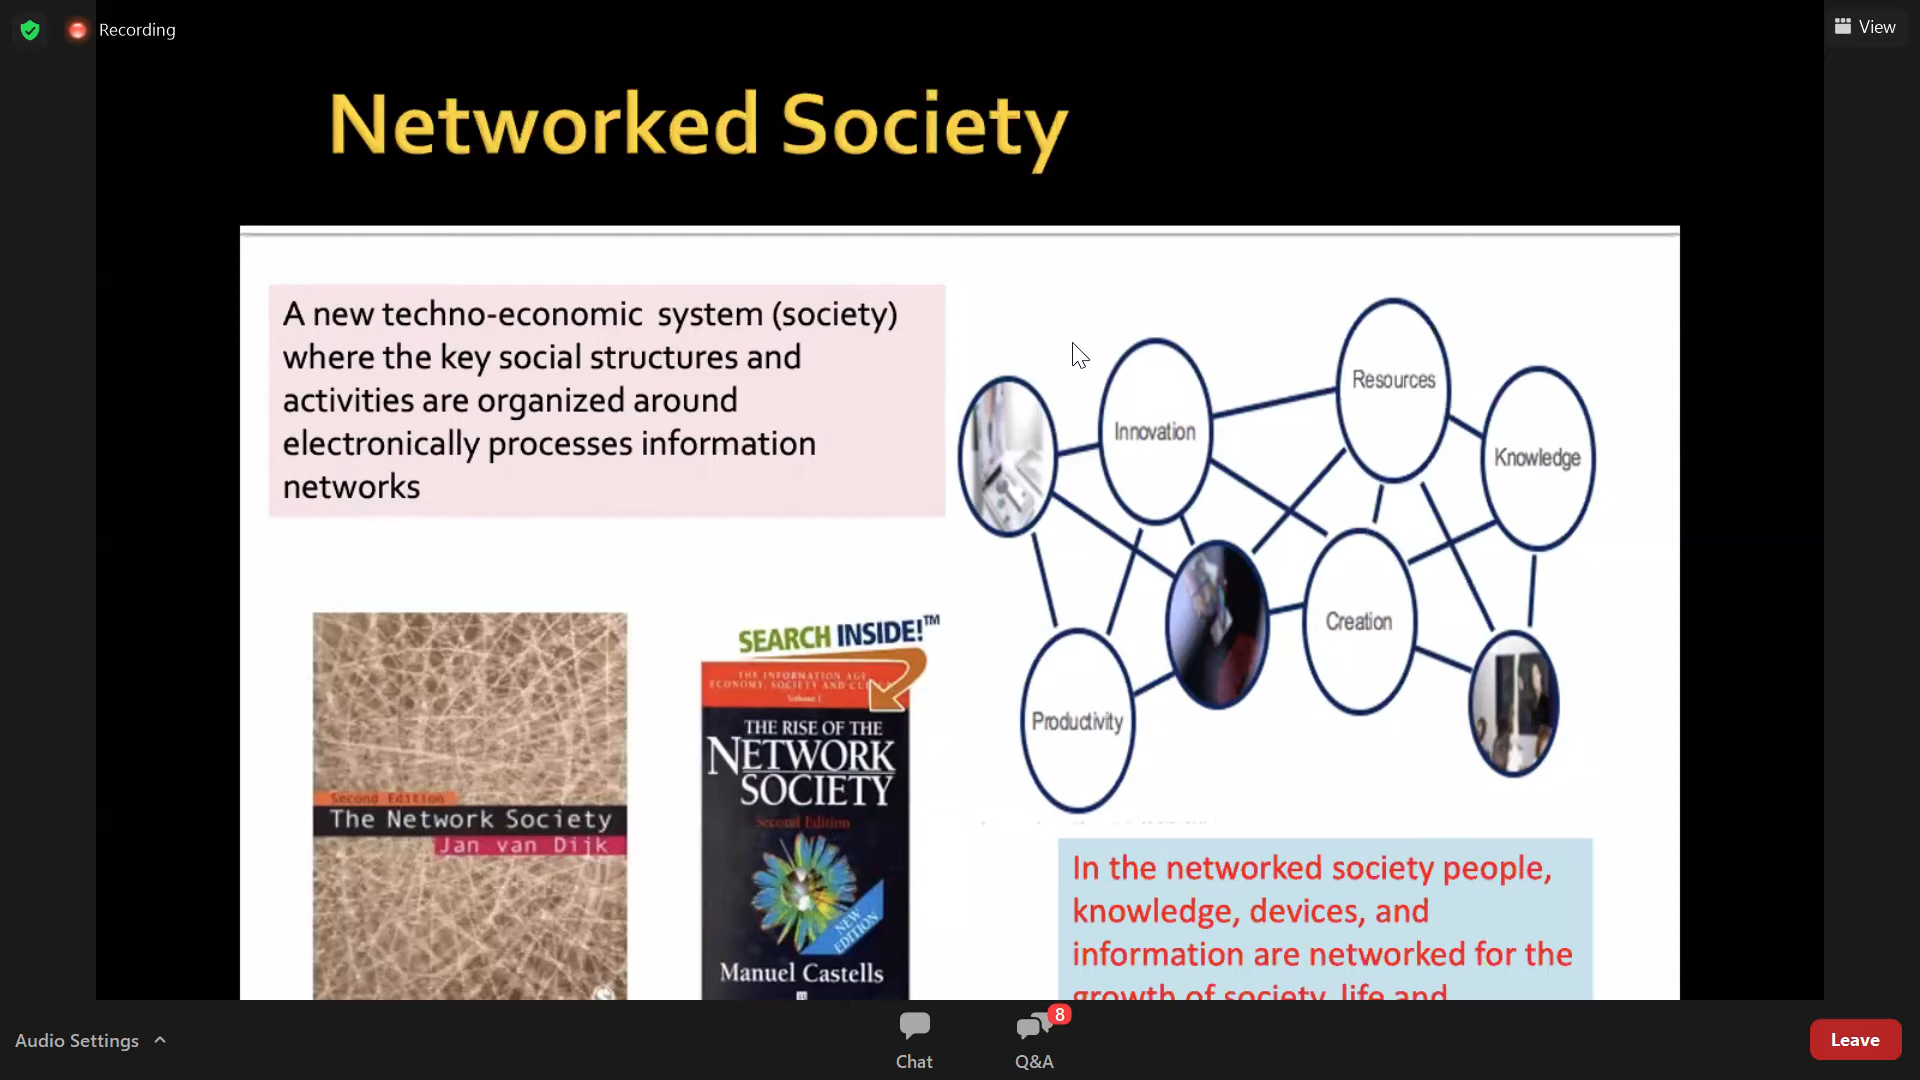 Recording
View
Networked Society
A new techno-economic system (society)
where the key social structures and
activities are organized around
electronically processes information
networks
Innovation
Resources
Knowledge
Creation
Productivity
Second Edition
The Network Society
Jan van Dijk
SEARCH INSIDE!™
THE INFORMATION AGE
ECONOMY, SOCIETY AND
Volume I
THE RISE OF THE
NETWORK
SOCIETY
Second Edition
NEW
EDITION
Manuel Castells
In the networked society people,
knowledge, devices, and
information are networked for the
growth of society, life and
Audio Settings
Chat
8
Q&A
Leave